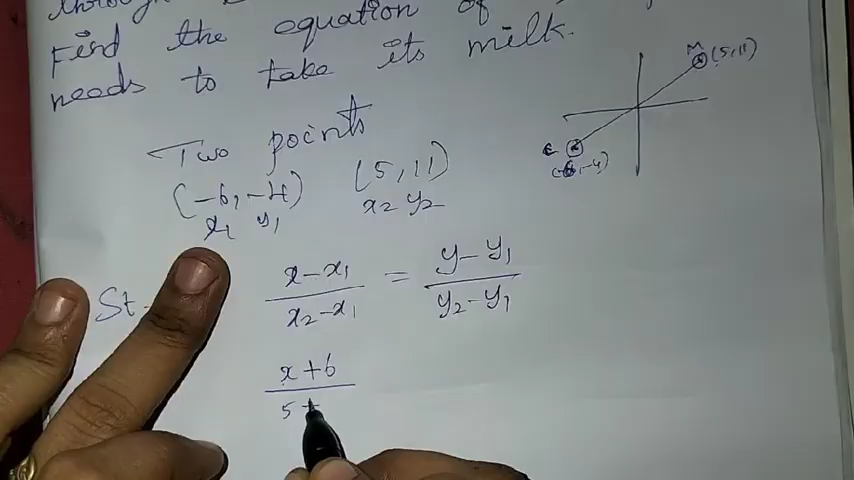 through
Find the equation of
needs to take its milk.
M (5,11)
Two points
(-6,-4) (5,11)
x1 y1 x2 y2
St.
x-x1 / x2-x1 = y-y1 / y2-y1
x+6 / 5+